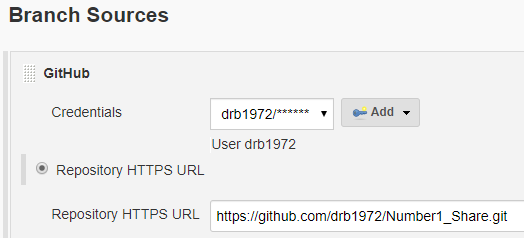 Branch Sources
GitHub
Credentials drb1972/****** Add
User drb1972
Repository HTTPS URL
Repository HTTPS URL https://github.com/drb1972/Number1_Share.git